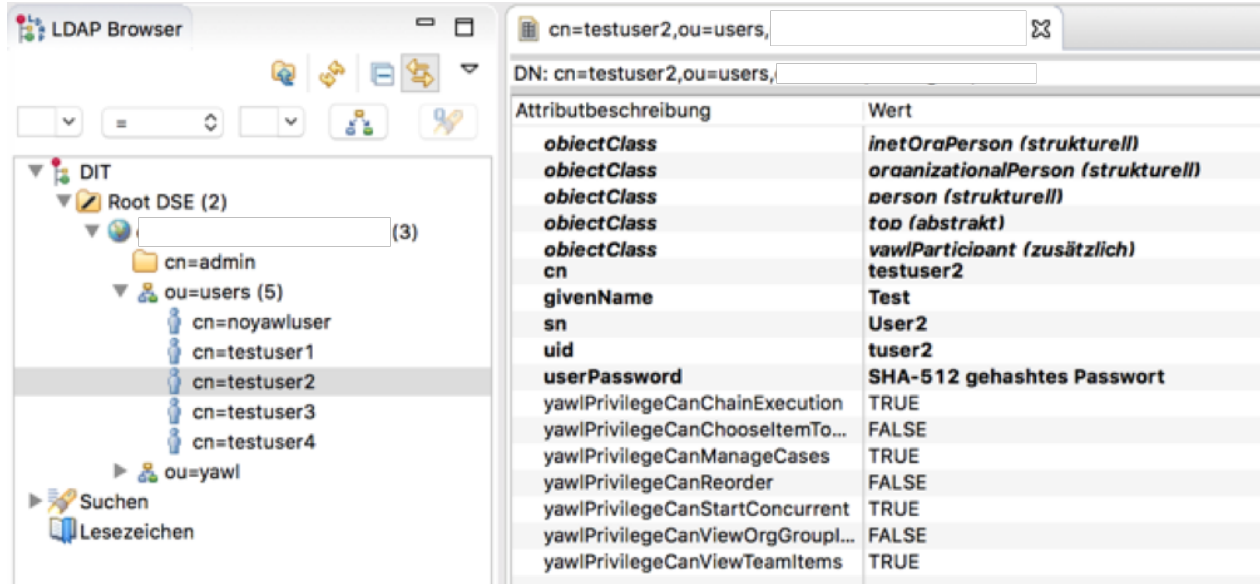 LDAP Browser
=
DIT
Root DSE (2)
(3)
cn=admin
ou=users (5)
cn=noyawluser
cn=testuser1
cn=testuser2
cn=testuser3
cn=testuser4
ou=yawl
Suchen
Lesezeichen
cn=testuser2,ou=users,
DN: cn=testuser2,ou=users,
Attributbeschreibung Wert
objectClass inetOrgPerson (strukturell)
objectClass organizationalPerson (strukturell)
objectClass person (strukturell)
objectClass top (abstrakt)
objectClass yawlParticipant (zusätzlich)
cn testuser2
givenName Test
sn User2
uid tuser2
userPassword SHA-512 gehashtes Passwort
yawlPrivilegeCanChainExecution TRUE
yawlPrivilegeCanChooseItemTo... FALSE
yawlPrivilegeCanManageCases TRUE
yawlPrivilegeCanReorder FALSE
yawlPrivilegeCanStartConcurrent TRUE
yawlPrivilegeCanViewOrgGroupI... FALSE
yawlPrivilegeCanViewTeamItems TRUE